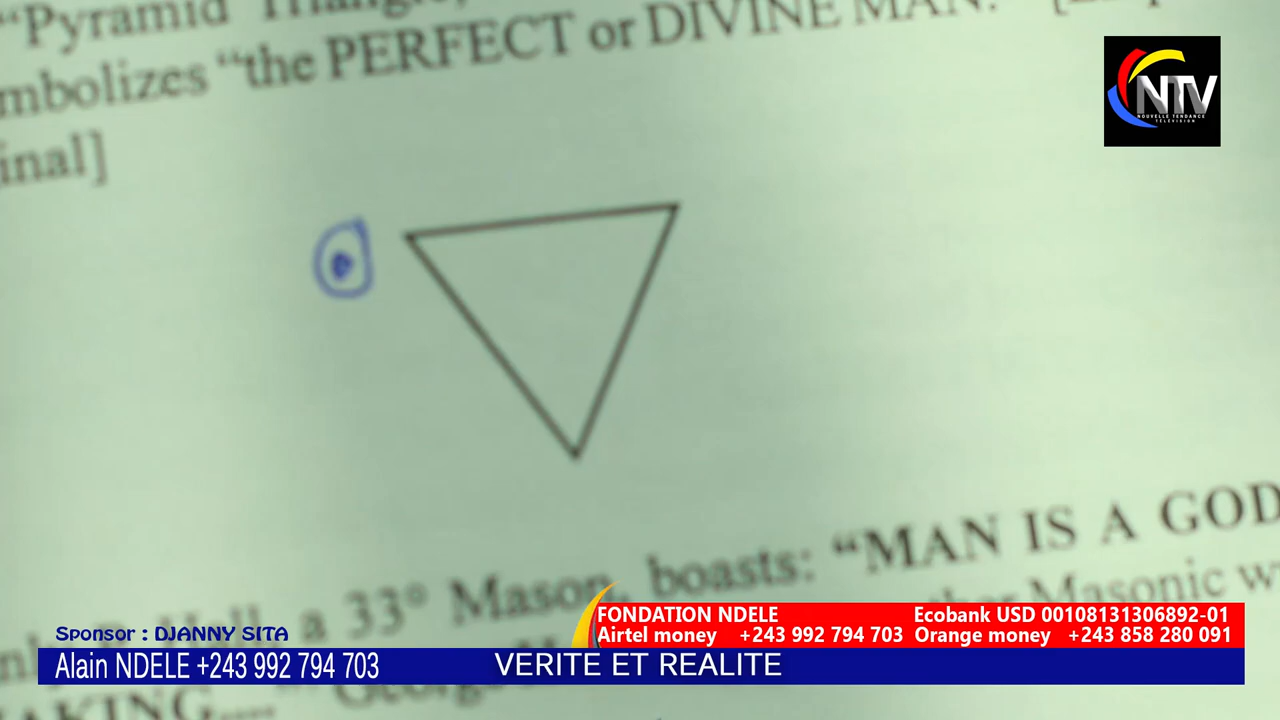 "Pyramid Triangle,
mbolizes "the PERFECT or DIVINE MAN.
inal]
NTV
NOUVELLE TENDANCE
TÉLÉVISION
a 33° Mason, boasts: "MAN IS A GOD
Masonic
FONDATION NDELE Ecobank USD 00108131306892-01
Airtel money +243 992 794 703 Orange money +243 858 280 091
Sponsor : DJANNY SITA
Alain NDELE +243 992 794 703 VERITE ET REALITE